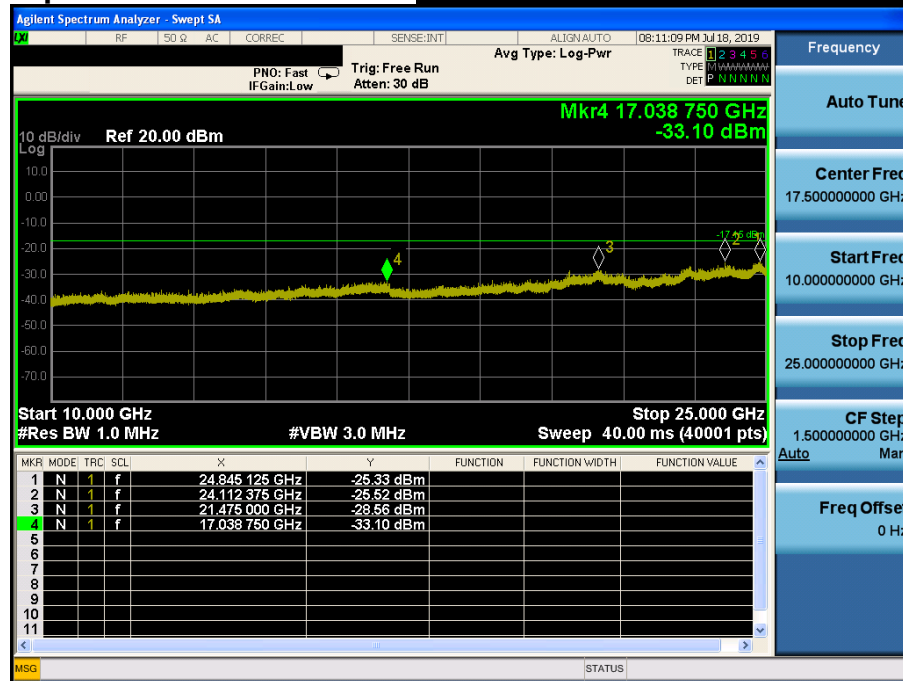 Agilent Spectrum Analyzer - Swept SA
LXI RF 50 Ω AC CORREC SENSE:INT ALIGN AUTO 08:11:09 PM Jul 18, 2019
PNO: Fast
IFGain:Low
Trig: Free Run
Atten: 30 dB
Avg Type: Log-Pwr
TRACE 1 2 3 4 5 6
TYPE M WWWWW
DET P N N N N N
Mkr4 17.038 750 GHz
-33.10 dBm
10 dB/div Ref 20.00 dBm
Log
10.0
0.00
-10.0
-20.0
-30.0
-40.0
-50.0
-60.0
-70.0
4
3
2
1
Start 10.000 GHz Stop 25.000 GHz
#Res BW 1.0 MHz #VBW 3.0 MHz Sweep 40.00 ms (40001 pts)
MKR MODE TRC SCL X Y FUNCTION FUNCTION WIDTH FUNCTION VALUE
1 N 1 f 24.845 125 GHz -25.33 dBm
2 N 1 f 24.112 375 GHz -25.52 dBm
3 N 1 f 21.475 000 GHz -28.56 dBm
4 N 1 f 17.038 750 GHz -33.10 dBm
5
6
7
8
9
10
11
MSG STATUS
Frequency
Auto Tune
Center Freq
17.500000000 GHz
Start Freq
10.000000000 GHz
Stop Freq
25.000000000 GHz
CF Step
1.500000000 GHz
Auto Man
Freq Offset
0 Hz